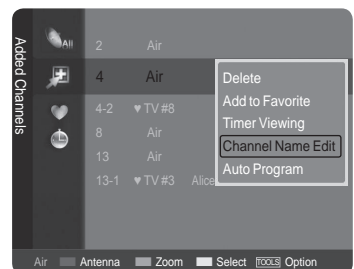 Added Channels
All
2 Air
4 Air
4-2 ♥ TV #8
8 Air
13 Air
13-1 ♥ TV #3 Alice
Delete
Add to Favorite
Timer Viewing
Channel Name Edit
Auto Program
Air Antenna Zoom Select TOOLS Option